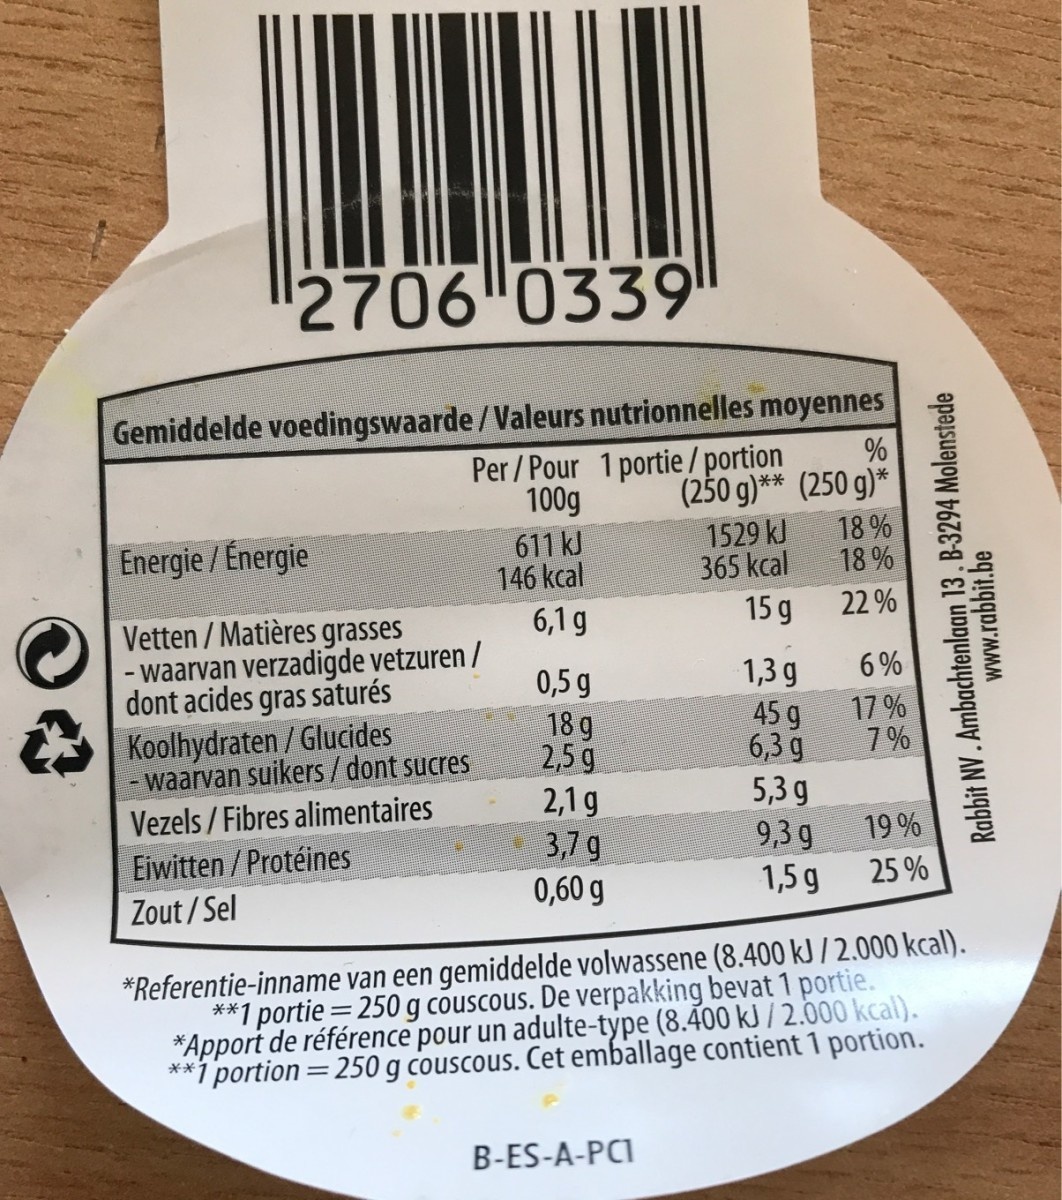 2706 0339
Gemiddelde voedingswaarde / Valeurs nutrionnelles moyennes
Per / Pour 1 portie / portion %
100g (250 g)** (250 g)*
Energie / Énergie 611 kJ 1529 kJ 18 %
146 kcal 365 kcal 18 %
Vetten / Matières grasses 6,1 g 15 g 22 %
- waarvan verzadigde vetzuren /
dont acides gras saturés 0,5 g 1,3 g 6 %
Koolhydraten / Glucides 18 g 45 g 17 %
- waarvan suikers / dont sucres 2,5 g 6,3 g 7 %
Vezels / Fibres alimentaires 2,1 g 5,3 g
Eiwitten / Protéines 3,7 g 9,3 g 19 %
Zout / Sel 0,60 g 1,5 g 25 %
*Referentie-inname van een gemiddelde volwassene (8.400 kJ / 2.000 kcal).
**1 portie = 250 g couscous. De verpakking bevat 1 portie.
*Apport de référence pour un adulte-type (8.400 kJ / 2.000 kcal).
**1 portion = 250 g couscous. Cet emballage contient 1 portion.
B-ES-A-PC1
Rabbit NV . Ambachtenlaan 13 . B-3294 Molenstede
www.rabbit.be